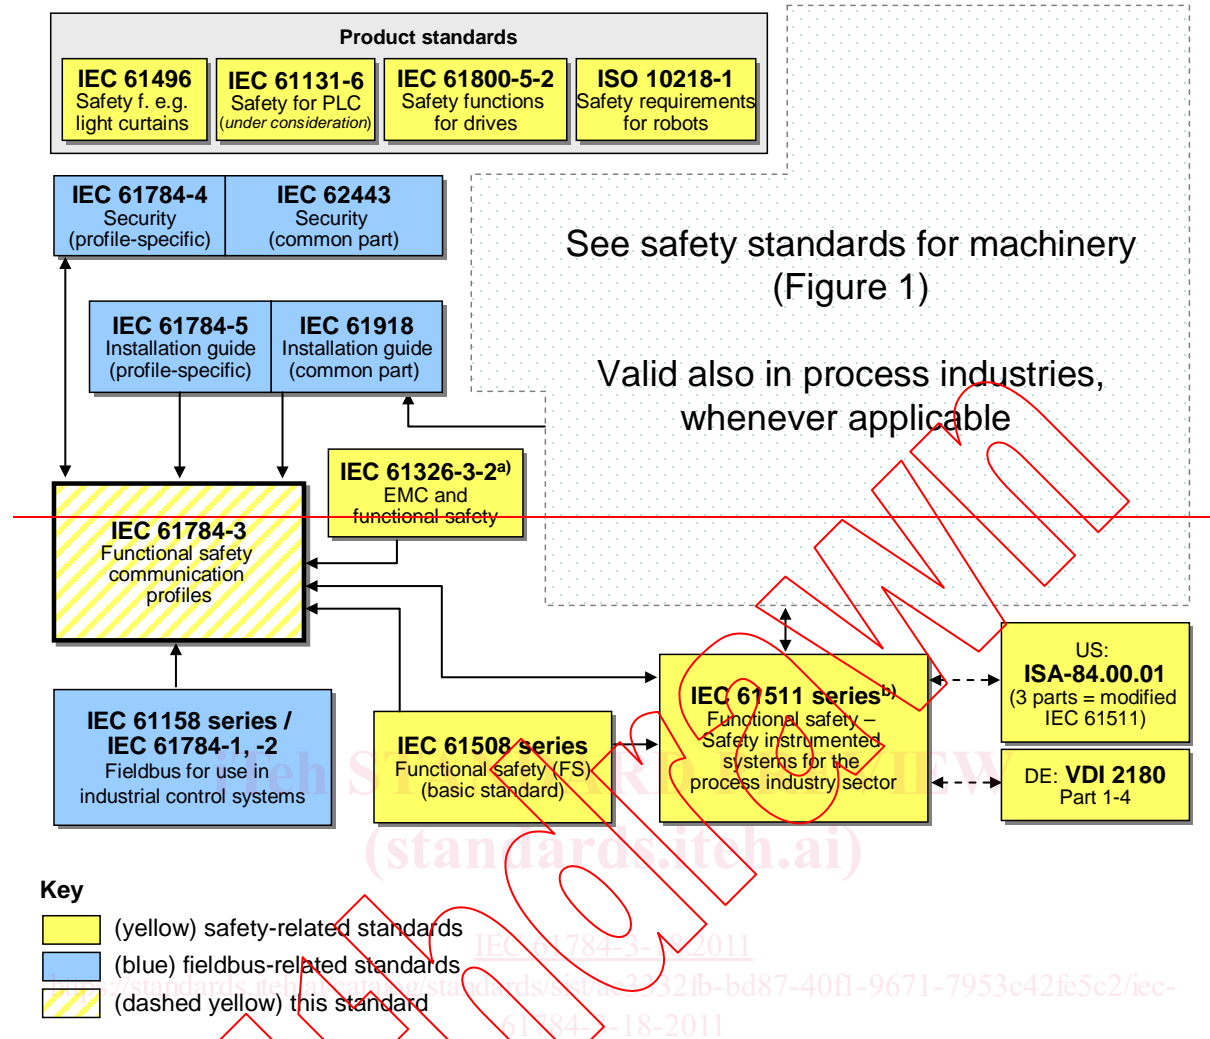 Product standards
IEC 61496
Safety f. e.g.
light curtains
IEC 61131-6
Safety for PLC
(under consideration)
IEC 61800-5-2
Safety functions
for drives
ISO 10218-1
Safety requirements
for robots
IEC 61784-4
Security
(profile-specific)
IEC 62443
Security
(common part)
See safety standards for machinery
(Figure 1)
Valid also in process industries,
whenever applicable
IEC 61784-5
Installation guide
(profile-specific)
IEC 61918
Installation guide
(common part)
IEC 61326-3-2a)
EMC and
functional safety
IEC 61784-3
Functional safety
communication
profiles
IEC 61158 series /
IEC 61784-1, -2
Fieldbus for use in
industrial control systems
IEC 61508 series
Functional safety (FS)
(basic standard)
IEC 61511 seriesb)
Functional safety –
Safety instrumented
systems for the
process industry sector
US:
ISA-84.00.01
(3 parts = modified
IEC 61511)
DE: VDI 2180
Part 1-4
iTeh STANDARD PREVIEW
(standards.iteh.ai)
Key
(yellow) safety-related standards
(blue) fieldbus-related standards
(dashed yellow) this standard
IEC 61784-3-18:2011
61784-3-18-2011